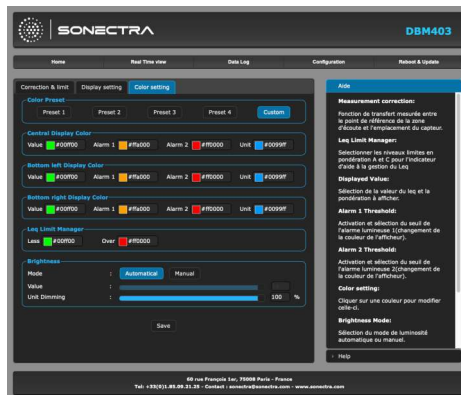 SONECTRA
DBM403
Home Real Time view Data Log Configuration Reboot & Update
Correction & limit Display setting Color setting
Color Preset
Preset 1 Preset 2 Preset 3 Preset 4 Custom
Central Display Color
Value #00ff00 Alarm 1 #ffa000 Alarm 2 #ff0000 Unit #0099ff
Bottom left Display Color
Value #00ff00 Alarm 1 #ffa000 Alarm 2 #ff0000 Unit #0099ff
Bottom right Display Color
Value #00ff00 Alarm 1 #ffa000 Alarm 2 #ff0000 Unit #0099ff
Leq Limit Manager
Less #00ff00 Over #ff0000
Brightness
Mode : Automatical Manual
Value :
Unit Dimming : 100 %
Save
Aide
Measurement correction:
Fonction de transfert mesurée entre
le point de référence de la zone
d'écoute et l'emplacement du capteur.
Leq Limit Manager:
Selectionner les niveaux limites en
pondération A et C pour l'indicateur
d'aide à la gestion du Leq
Displayed Value:
Sélection de la valeur du leq et la
pondération à afficher.
Alarm 1 Threshold:
Activation et sélection du seuil de
l'alarme lumineuse 1(changement de
la couleur de l'afficheur).
Alarm 2 Threshold:
Activation et sélection du seuil de
l'alarme lumineuse 2(changement de
la couleur de l'afficheur).
Color setting:
Cliquer sur une couleur pour modifier
celle-ci.
Brightness Mode:
Sélection du mode de luminosité
automatique ou manuel.
› Help
60 rue François 1er, 75008 Paris - France
Tel: +33(0)1.85.09.21.25 - Contact : sonectra@sonectra.com - www.sonectra.com